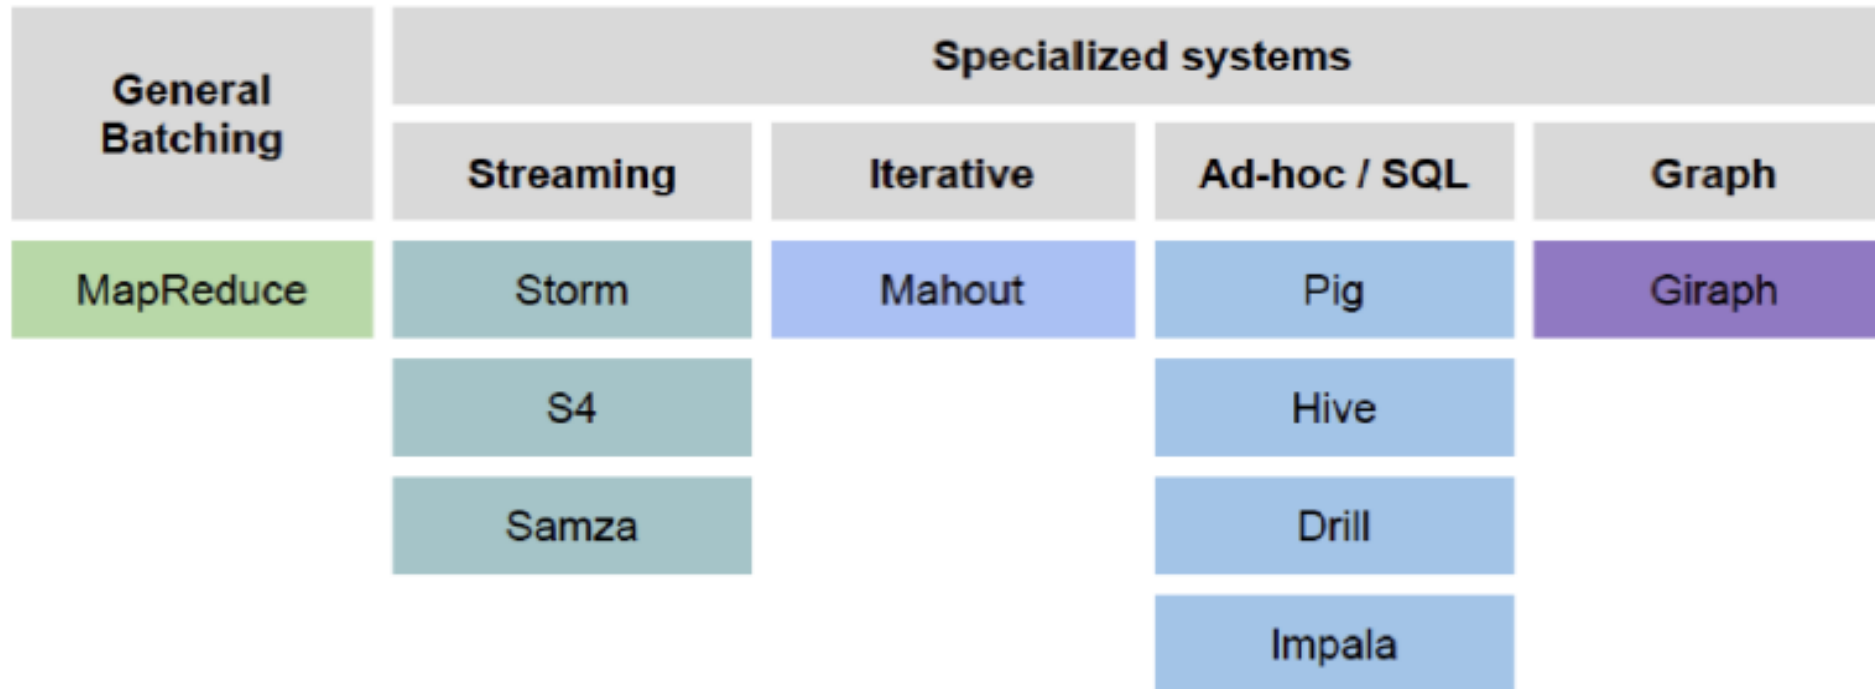 General
Batching
Specialized systems
Streaming
Iterative
Ad-hoc / SQL
Graph
MapReduce
Storm
Mahout
Pig
Giraph
S4
Hive
Samza
Drill
Impala